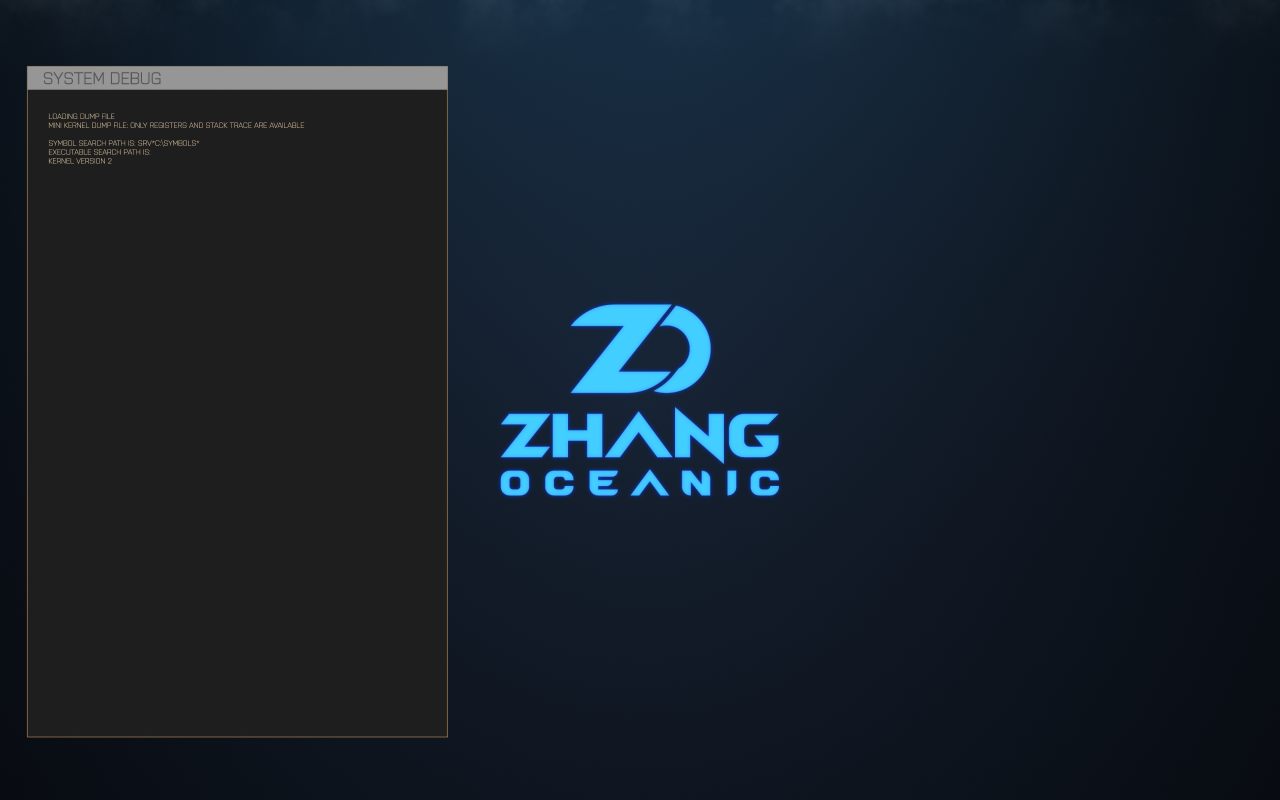 SYSTEM DEBUG
LOADING DUMP FILE
MINI KERNEL DUMP FILE: ONLY REGISTERS AND STACK TRACE ARE AVAILABLE
SYMBOL SEARCH PATH IS: SRV*C:\SYMBOLS*
EXECUTABLE SEARCH PATH IS:
KERNEL VERSION 2
ZO
ZHANG
OCEANIC